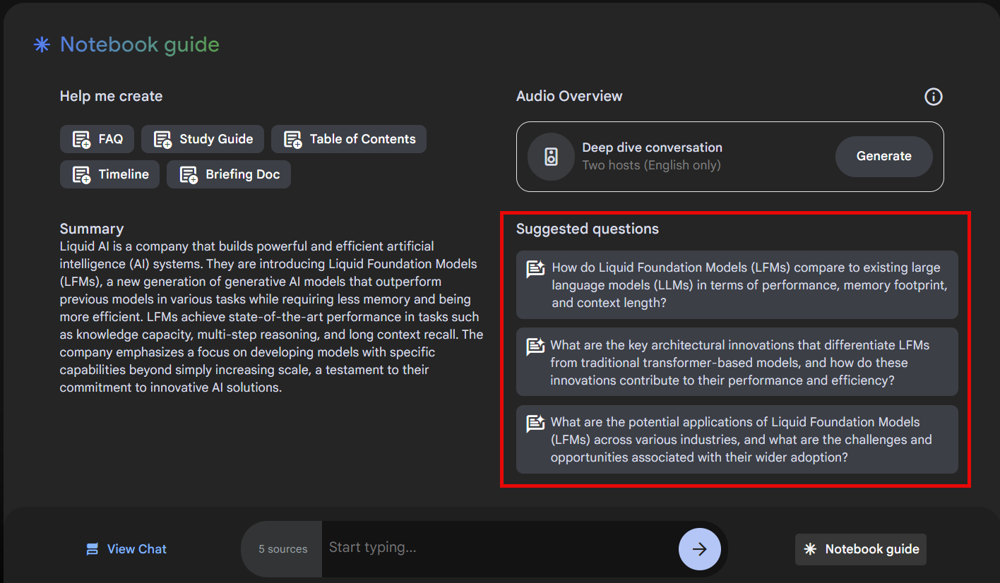 Notebook guide
Help me create
FAQ
Study Guide
Table of Contents
Timeline
Briefing Doc
Summary
Liquid AI is a company that builds powerful and efficient artificial
intelligence (AI) systems. They are introducing Liquid Foundation Models
(LFMs), a new generation of generative AI models that outperform
previous models in various tasks while requiring less memory and being
more efficient. LFMs achieve state-of-the-art performance in tasks such
as knowledge capacity, multi-step reasoning, and long context recall. The
company emphasizes a focus on developing models with specific
capabilities beyond simply increasing scale, a testament to their
commitment to innovative AI solutions.
Audio Overview
Deep dive conversation
Two hosts (English only)
Generate
Suggested questions
How do Liquid Foundation Models (LFMs) compare to existing large
language models (LLMs) in terms of performance, memory footprint,
and context length?
What are the key architectural innovations that differentiate LFMs
from traditional transformer-based models, and how do these
innovations contribute to their performance and efficiency?
What are the potential applications of Liquid Foundation Models
(LFMs) across various industries, and what are the challenges and
opportunities associated with their wider adoption?
View Chat
5 sources
Start typing...
Notebook guide